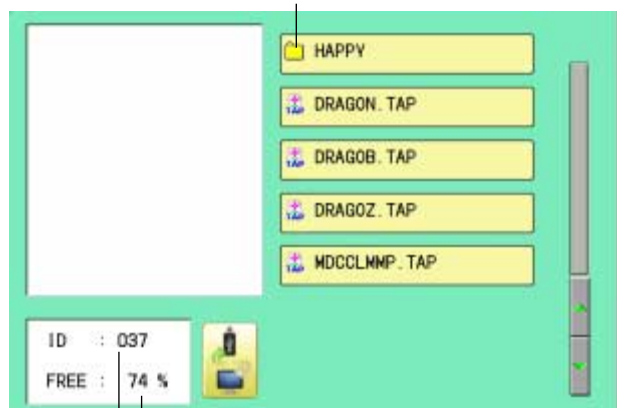 HAPPY
DRAGON.TAP
DRAGOB.TAP
DRAGOZ.TAP
MDCCLMMP.TAP
ID : 037
FREE : 74 %